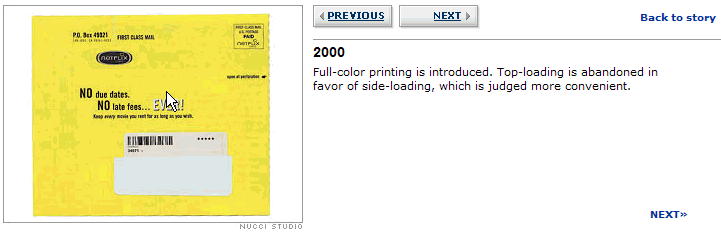 PREVIOUS
NEXT
Back to story
P.O. Box 49021
FIRST CLASS MAIL
FIRST-CLASS MAIL
U.S. POSTAGE
PAID
NETFLIX
open at perforation
NO due dates.
NO late fees... EVER!
Keep every movie you rent for as long as you wish.
2000
Full-color printing is introduced. Top-loading is abandoned in
favor of side-loading, which is judged more convenient.
NUCCI STUDIO
NEXT»